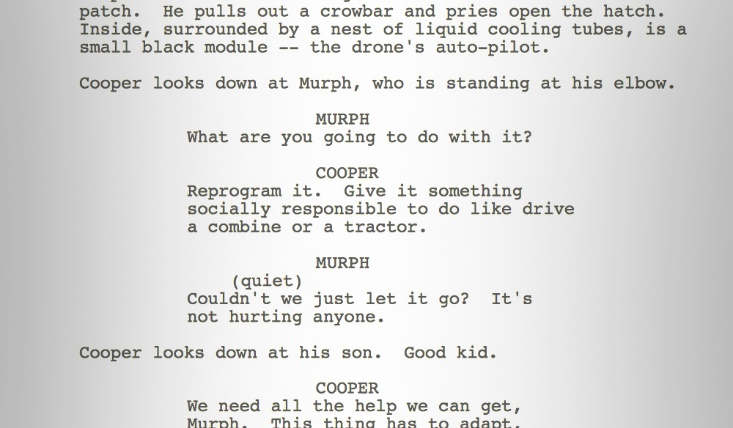 patch.  He pulls out a crowbar and pries open the hatch.
Inside, surrounded by a nest of liquid cooling tubes, is a
small black module -- the drone's auto-pilot.
Cooper looks down at Murph, who is standing at his elbow.
MURPH
What are you going to do with it?
COOPER
Reprogram it.  Give it something
socially responsible to do like drive
a combine or a tractor.
MURPH
(quiet)
Couldn't we just let it go?  It's
not hurting anyone.
Cooper looks down at his son.  Good kid.
COOPER
We need all the help we can get,
Murph.  This thing has to adapt,